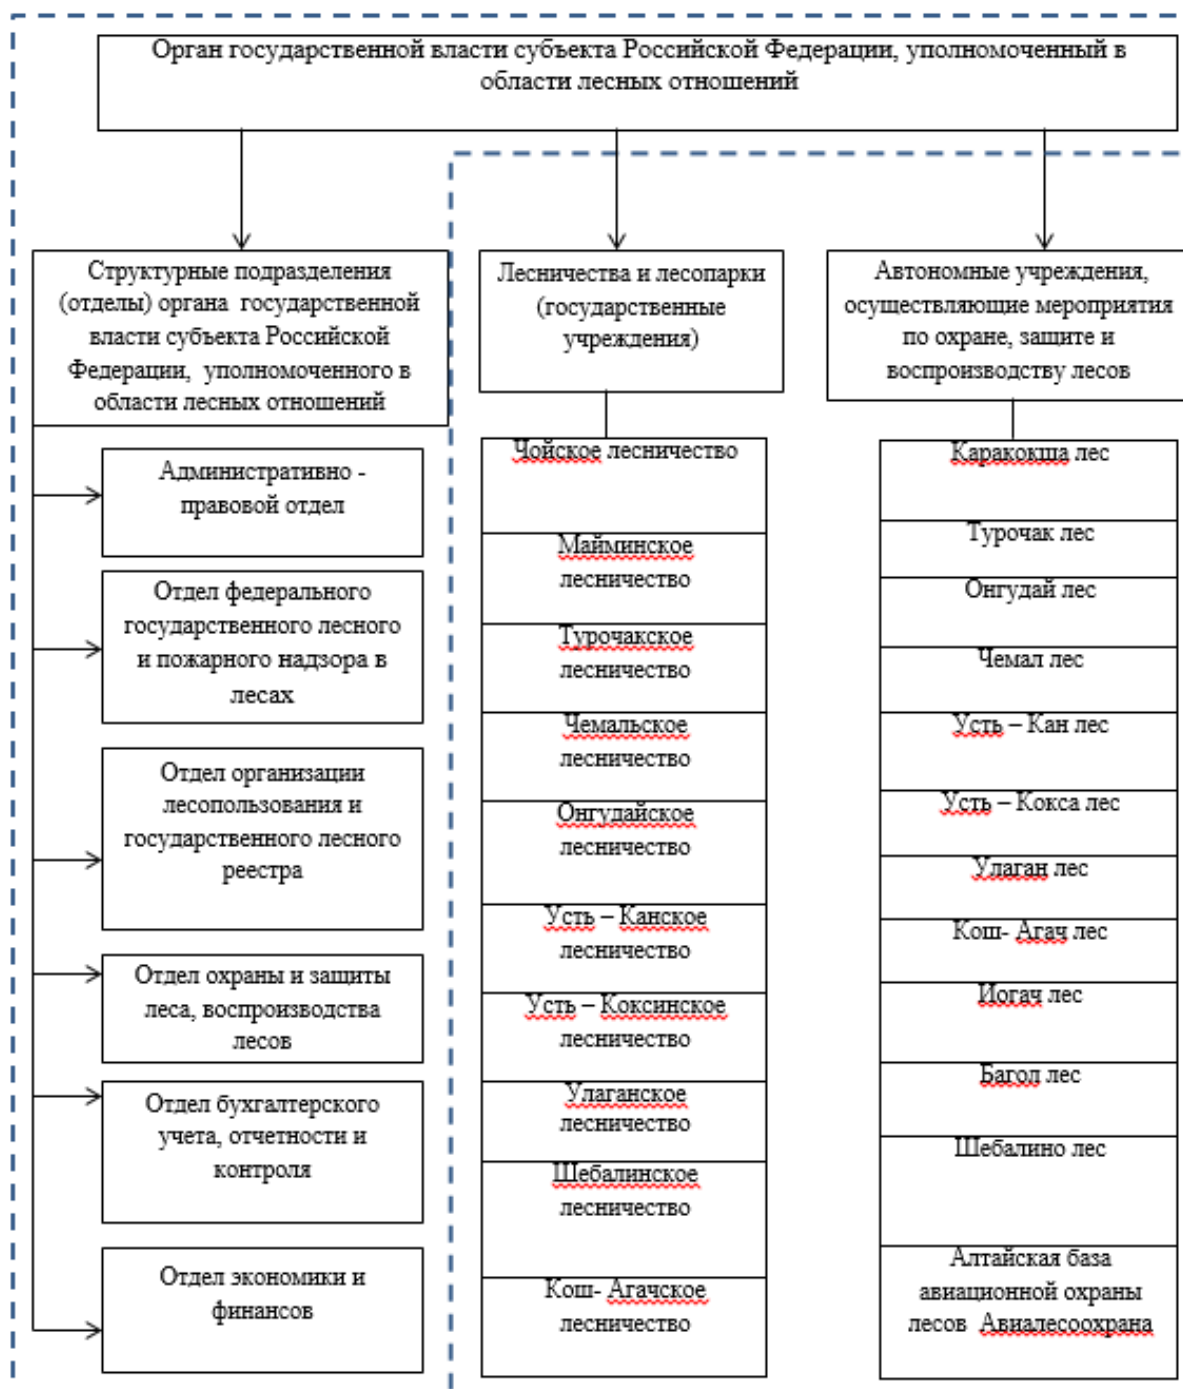 Орган государственной власти субъекта Российской Федерации, уполномоченный в
области лесных отношений
Структурные подразделения
(отделы) органа государственной
власти субъекта Российской
Федерации, уполномоченного в
области лесных отношений
Административно -
правовой отдел
Отдел федерального
государственного лесного
и пожарного надзора в
лесах
Отдел организации
лесопользования и
государственного лесного
реестра
Отдел охраны и защиты
леса, воспроизводства
лесов
Отдел бухгалтерского
учета, отчетности и
контроля
Отдел экономики и
финансов
Лесничества и лесопарки
(государственные
учреждения)
Чойское лесничество
Майминское
лесничество
Турочакское
лесничество
Чемальское
лесничество
Онгудайское
лесничество
Усть – Канское
лесничество
Усть – Коксинское
лесничество
Улаганское
лесничество
Шебалинское
лесничество
Кош- Агачское
лесничество
Автономные учреждения,
осуществляющие мероприятия
по охране, защите и
воспроизводству лесов
Каракокша лес
Турочак лес
Онгудай лес
Чемал лес
Усть – Кан лес
Усть – Кокса лес
Улаган лес
Кош- Агач лес
Иогач лес
Багол лес
Шебалино лес
Алтайская база
авиационной охраны
лесов Авиалесоохрана